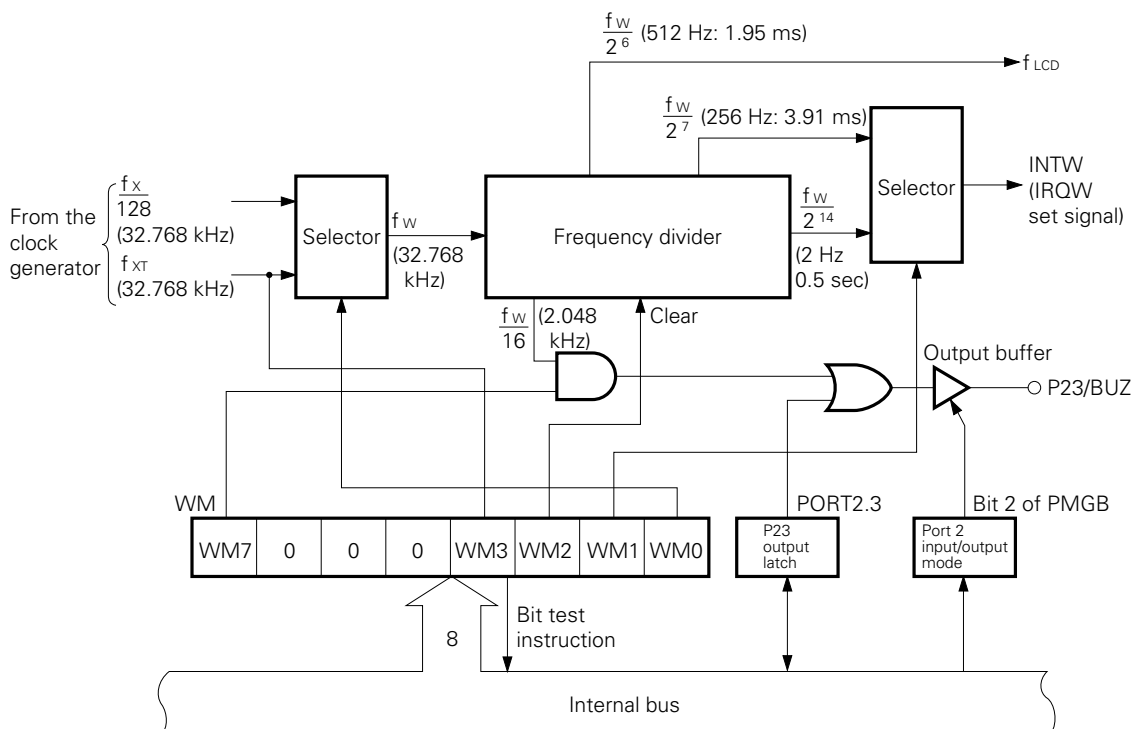 fW/2^6 (512 Hz: 1.95 ms)
fLCD
fW/2^7 (256 Hz: 3.91 ms)
From the
clock
generator
fX/128
(32.768 kHz)
fXT
(32.768 kHz)
Selector
fW
(32.768
kHz)
Frequency divider
fW/2^14
(2 Hz
0.5 sec)
Selector
INTW
(IRQW
set signal)
fW/16 (2.048
kHz)
Clear
Output buffer
P23/BUZ
WM
WM7 0 0 0 WM3 WM2 WM1 WM0
PORT2.3
P23
output
latch
Bit 2 of PMGB
Port 2
input/output
mode
8
Bit test
instruction
Internal bus